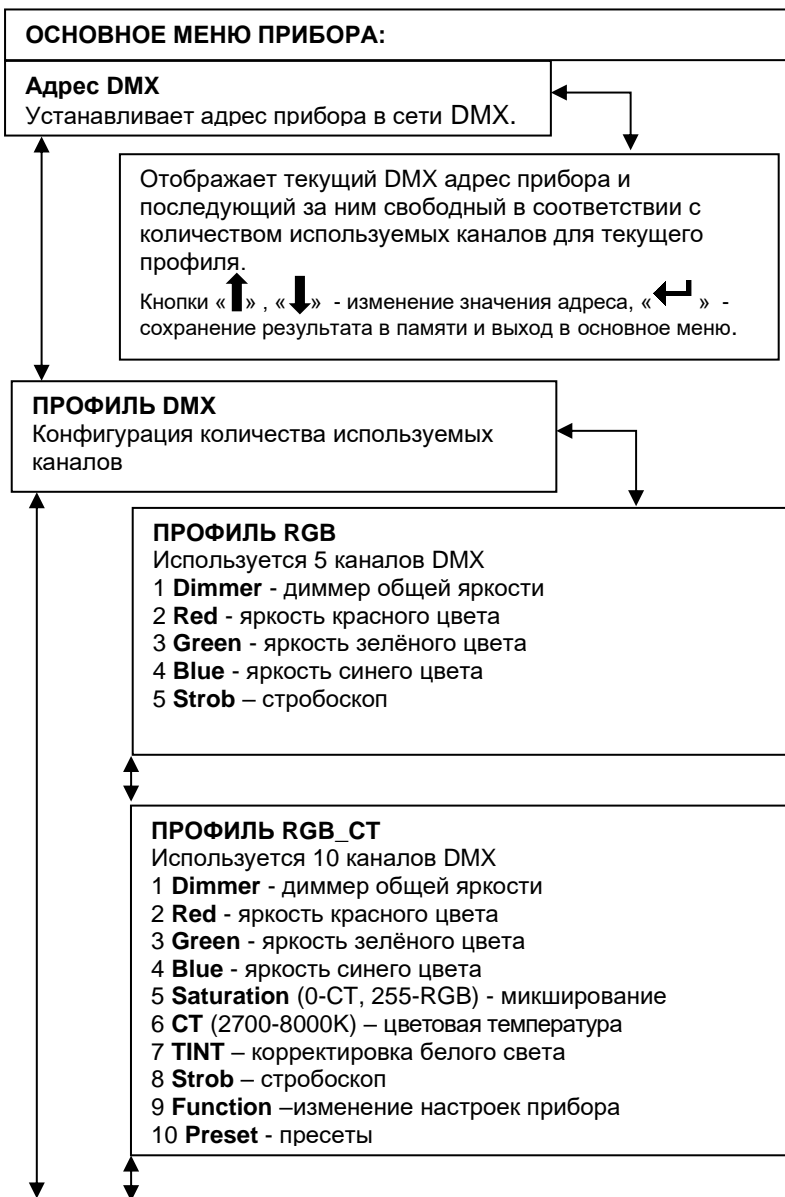 ОСНОВНОЕ МЕНЮ ПРИБОРА:
Адрес DMX
Устанавливает адрес прибора в сети DMX.
Отображает текущий DMX адрес прибора и
последующий за ним свободный в соответствии с
количеством используемых каналов для текущего
профиля.
Кнопки «⬆» , «⬇» - изменение значения адреса, «↵ » -
сохранение результата в памяти и выход в основное меню.
ПРОФИЛЬ DMX
Конфигурация количества используемых
каналов
ПРОФИЛЬ RGB
Используется 5 каналов DMX
1 Dimmer - диммер общей яркости
2 Red - яркость красного цвета
3 Green - яркость зелёного цвета
4 Blue - яркость синего цвета
5 Strob – стробоскоп
ПРОФИЛЬ RGB_CT
Используется 10 каналов DMX
1 Dimmer - диммер общей яркости
2 Red - яркость красного цвета
3 Green - яркость зелёного цвета
4 Blue - яркость синего цвета
5 Saturation (0-CT, 255-RGB) - микширование
6 CT (2700-8000K) – цветовая температура
7 TINT – корректировка белого света
8 Strob – стробоскоп
9 Function –изменение настроек прибора
10 Preset - пресеты